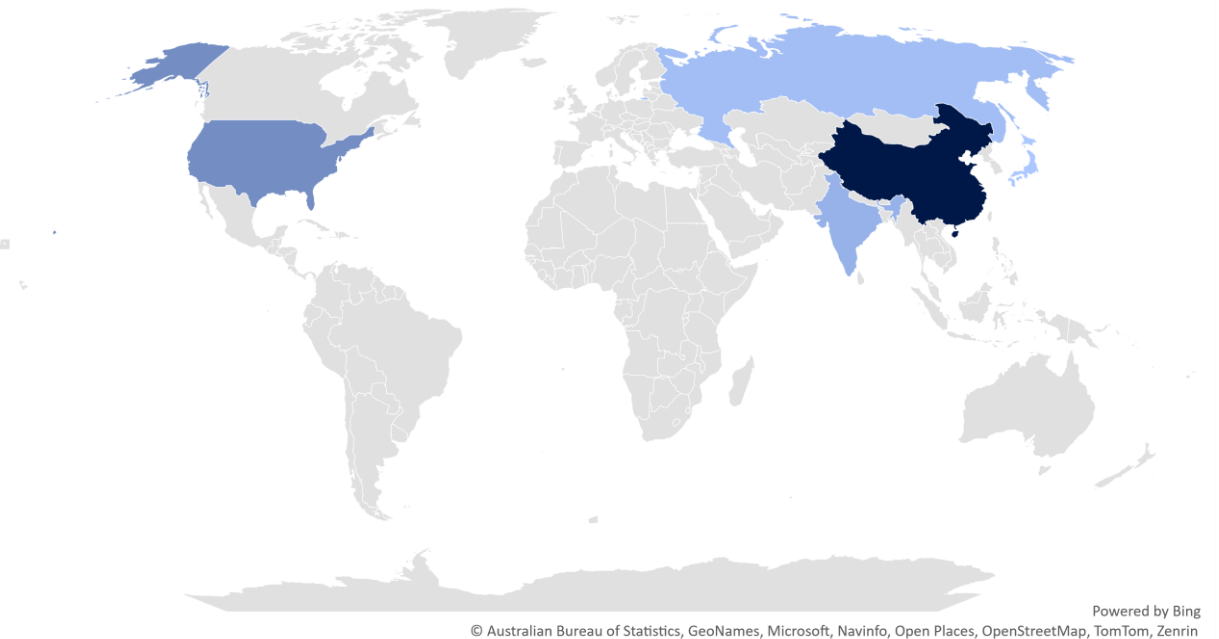 Powered by Bing
© Australian Bureau of Statistics, GeoNames, Microsoft, Navinfo, Open Places, OpenStreetMap, TomTom, Zenrin